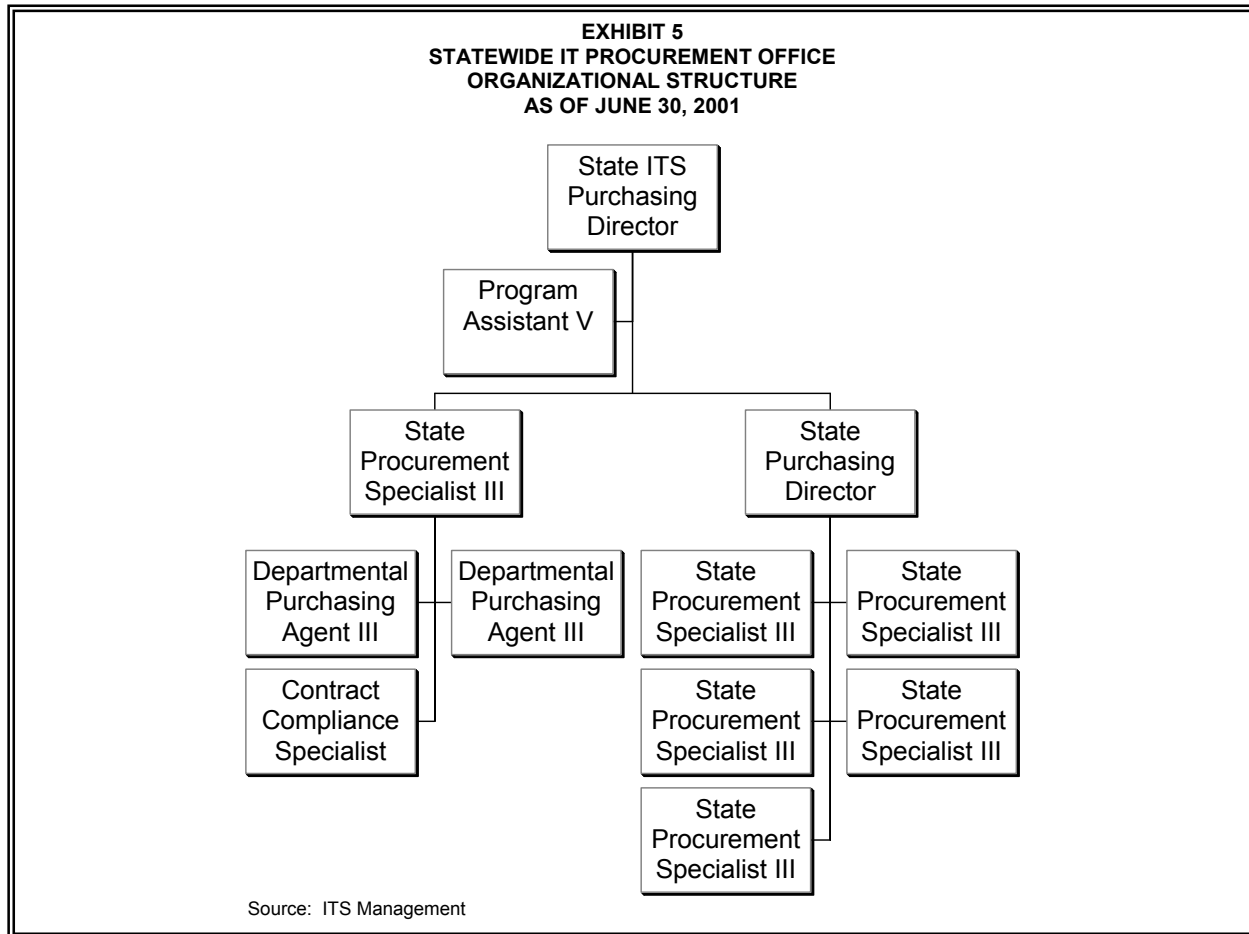 EXHIBIT 5
STATEWIDE IT PROCUREMENT OFFICE
ORGANIZATIONAL STRUCTURE
AS OF JUNE 30, 2001
State ITS
Purchasing
Director
Program
Assistant V
State
Procurement
Specialist III
State
Purchasing
Director
Departmental
Purchasing
Agent III
Departmental
Purchasing
Agent III
State
Procurement
Specialist III
State
Procurement
Specialist III
Contract
Compliance
Specialist
State
Procurement
Specialist III
State
Procurement
Specialist III
State
Procurement
Specialist III
Source: ITS Management